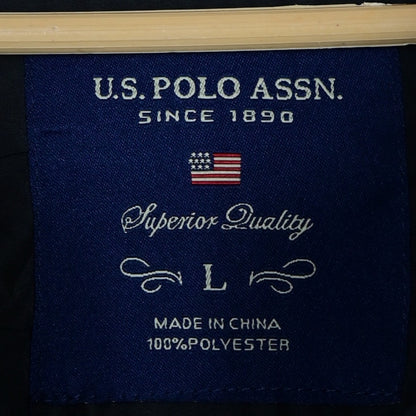 U.S. POLO ASSN.
SINCE 1890
Superior Quality
L
MADE IN CHINA
100%POLYESTER